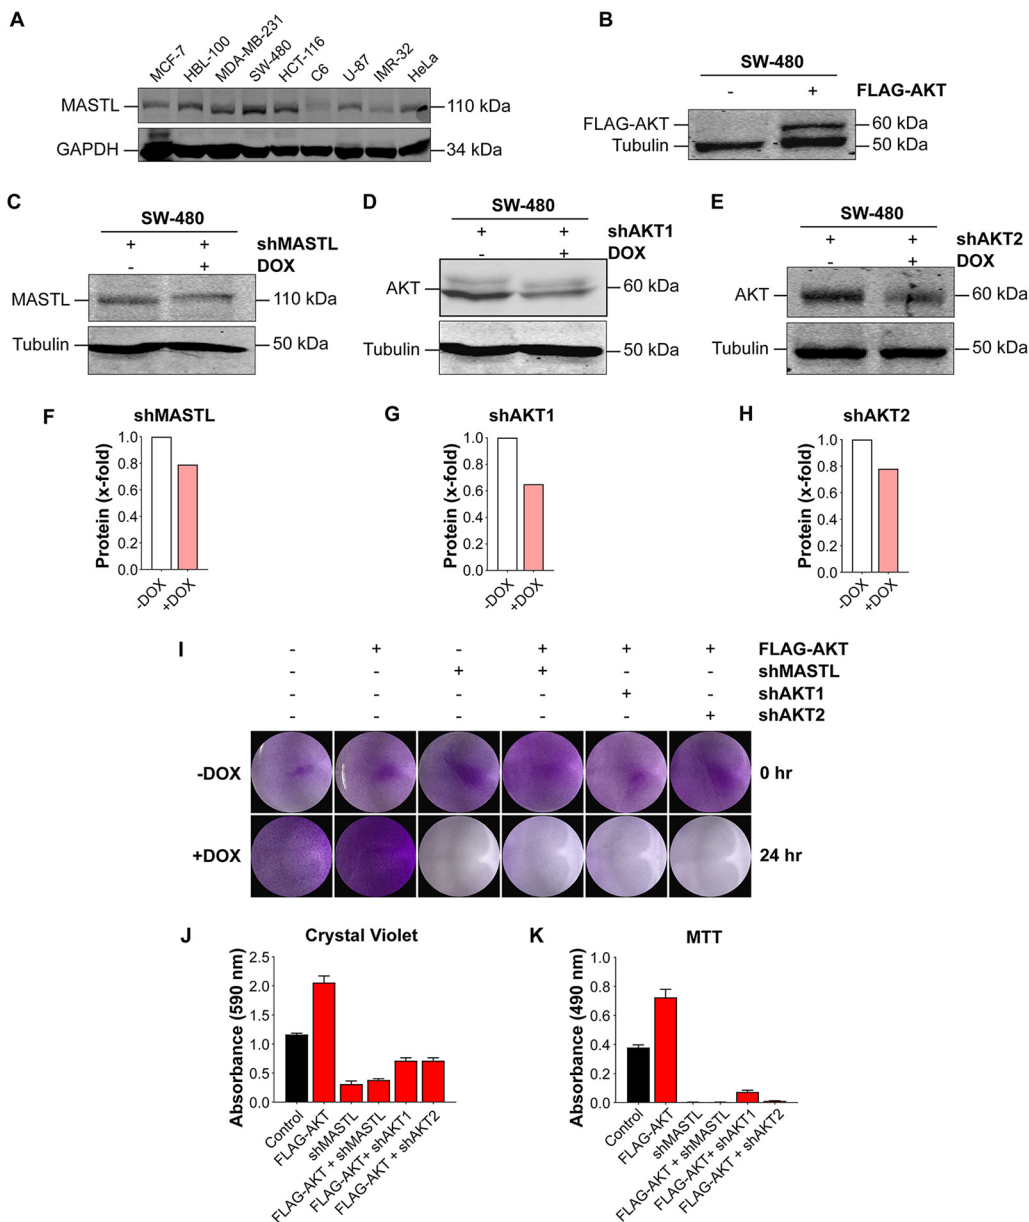 A
MCF-7 HBL-100 MDA-MB-231 SW-480 HCT-116 C6 U-87 IMR-32 HeLa
MASTL 110 kDa
GAPDH 34 kDa
B
SW-480
- + FLAG-AKT
FLAG-AKT 60 kDa
Tubulin 50 kDa
C
SW-480
+ + shMASTL
- + DOX
MASTL 110 kDa
Tubulin 50 kDa
D
SW-480
+ + shAKT1
- + DOX
AKT 60 kDa
Tubulin 50 kDa
E
SW-480
+ + shAKT2
- + DOX
AKT 60 kDa
Tubulin 50 kDa
F
shMASTL
Protein (x-fold)
1.0
0.8
0.6
0.4
0.2
0.0
-DOX +DOX
G
shAKT1
Protein (x-fold)
1.0
0.8
0.6
0.4
0.2
0.0
-DOX +DOX
H
shAKT2
Protein (x-fold)
1.0
0.8
0.6
0.4
0.2
0.0
-DOX +DOX
I
- + - + + + FLAG-AKT
- - + + - - shMASTL
- - - - + - shAKT1
- - - - - + shAKT2
-DOX 0 hr
+DOX 24 hr
J
Crystal Violet
Absorbance (590 nm)
2.5
2.0
1.5
1.0
0.5
0.0
Control
FLAG-AKT
shMASTL
FLAG-AKT + shMASTL
FLAG-AKT+ shAKT1
FLAG-AKT + shAKT2
K
MTT
Absorbance (490 nm)
1.0
0.8
0.6
0.4
0.2
0.0
Control
FLAG-AKT
shMASTL
FLAG-AKT + shMASTL
FLAG-AKT+ shAKT1
FLAG-AKT + shAKT2